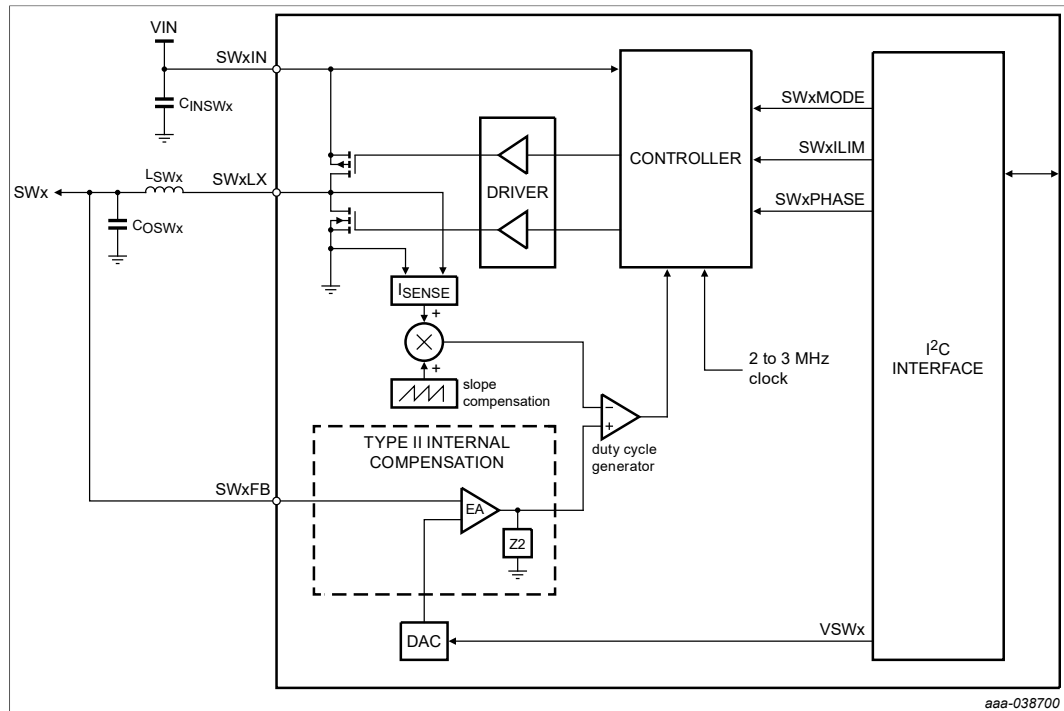 VIN
SWxIN
CINSWx
CONTROLLER
SWxMODE
SWxILIM
SWxPHASE
DRIVER
LSWx
SWxLX
SWx
COSWx
ISENSE
+
+
slope
compensation
2 to 3 MHz
clock
I2C
INTERFACE
TYPE II INTERNAL
COMPENSATION
−
+
duty cycle
generator
SWxFB
EA
Z2
DAC
VSWx
aaa-038700